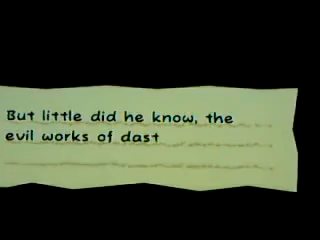 But little did he know, the
evil works of dast